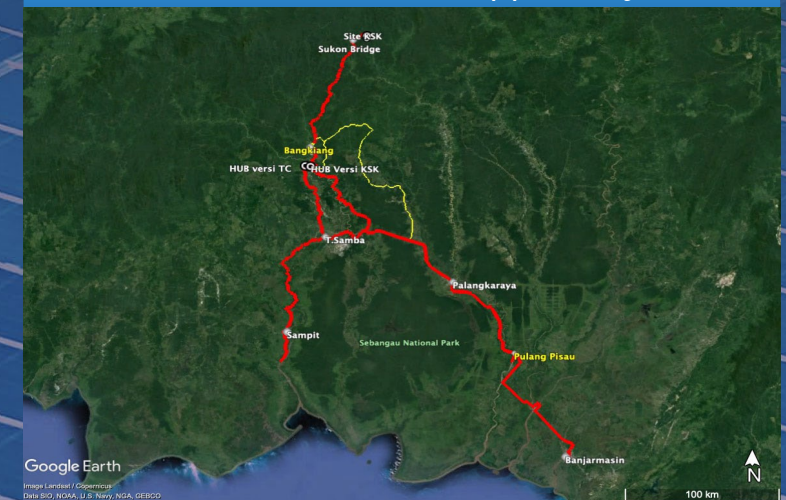 Site KSK
Sukon Bridge
Bangkiang
HUB versi TC
HUB Versi KSK
T.Samba
Palangkaraya
Sampit
Sebangau National Park
Pulang Pisau
Banjarmasin
Google Earth
Image Landsat / Copernicus
Data SIO, NOAA, U.S. Navy, NGA, GEBCO
N
100 km